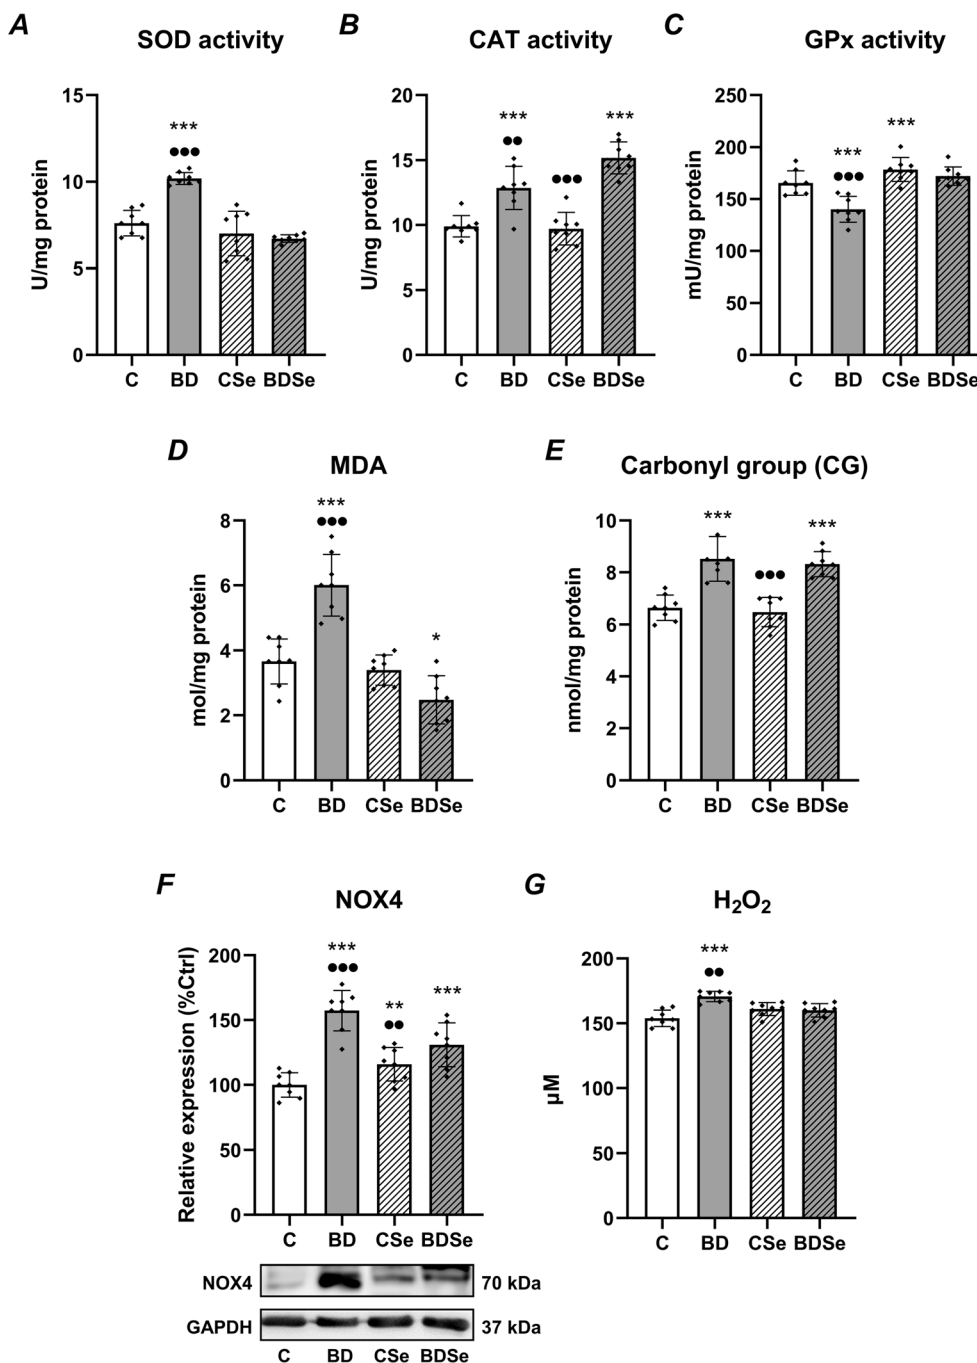 A
SOD activity
U/mg protein
15
10
5
0
***
●●●
C BD CSe BDSe
B
CAT activity
U/mg protein
20
15
10
5
0
***
●●
●●●
***
C BD CSe BDSe
C
GPx activity
mU/mg protein
250
200
150
100
50
0
***
●●●
***
C BD CSe BDSe
D
MDA
mol/mg protein
8
6
4
2
0
***
●●●
*
C BD CSe BDSe
E
Carbonyl group (CG)
nmol/mg protein
10
8
6
4
2
0
***
●●●
***
C BD CSe BDSe
F
NOX4
Relative expression (%Ctrl)
200
150
100
50
0
***
●●●
**
●●
***
C BD CSe BDSe
NOX4 70 kDa
GAPDH 37 kDa
C BD CSe BDSe
G
H₂O₂
µM
200
150
100
50
0
***
●●
C BD CSe BDSe